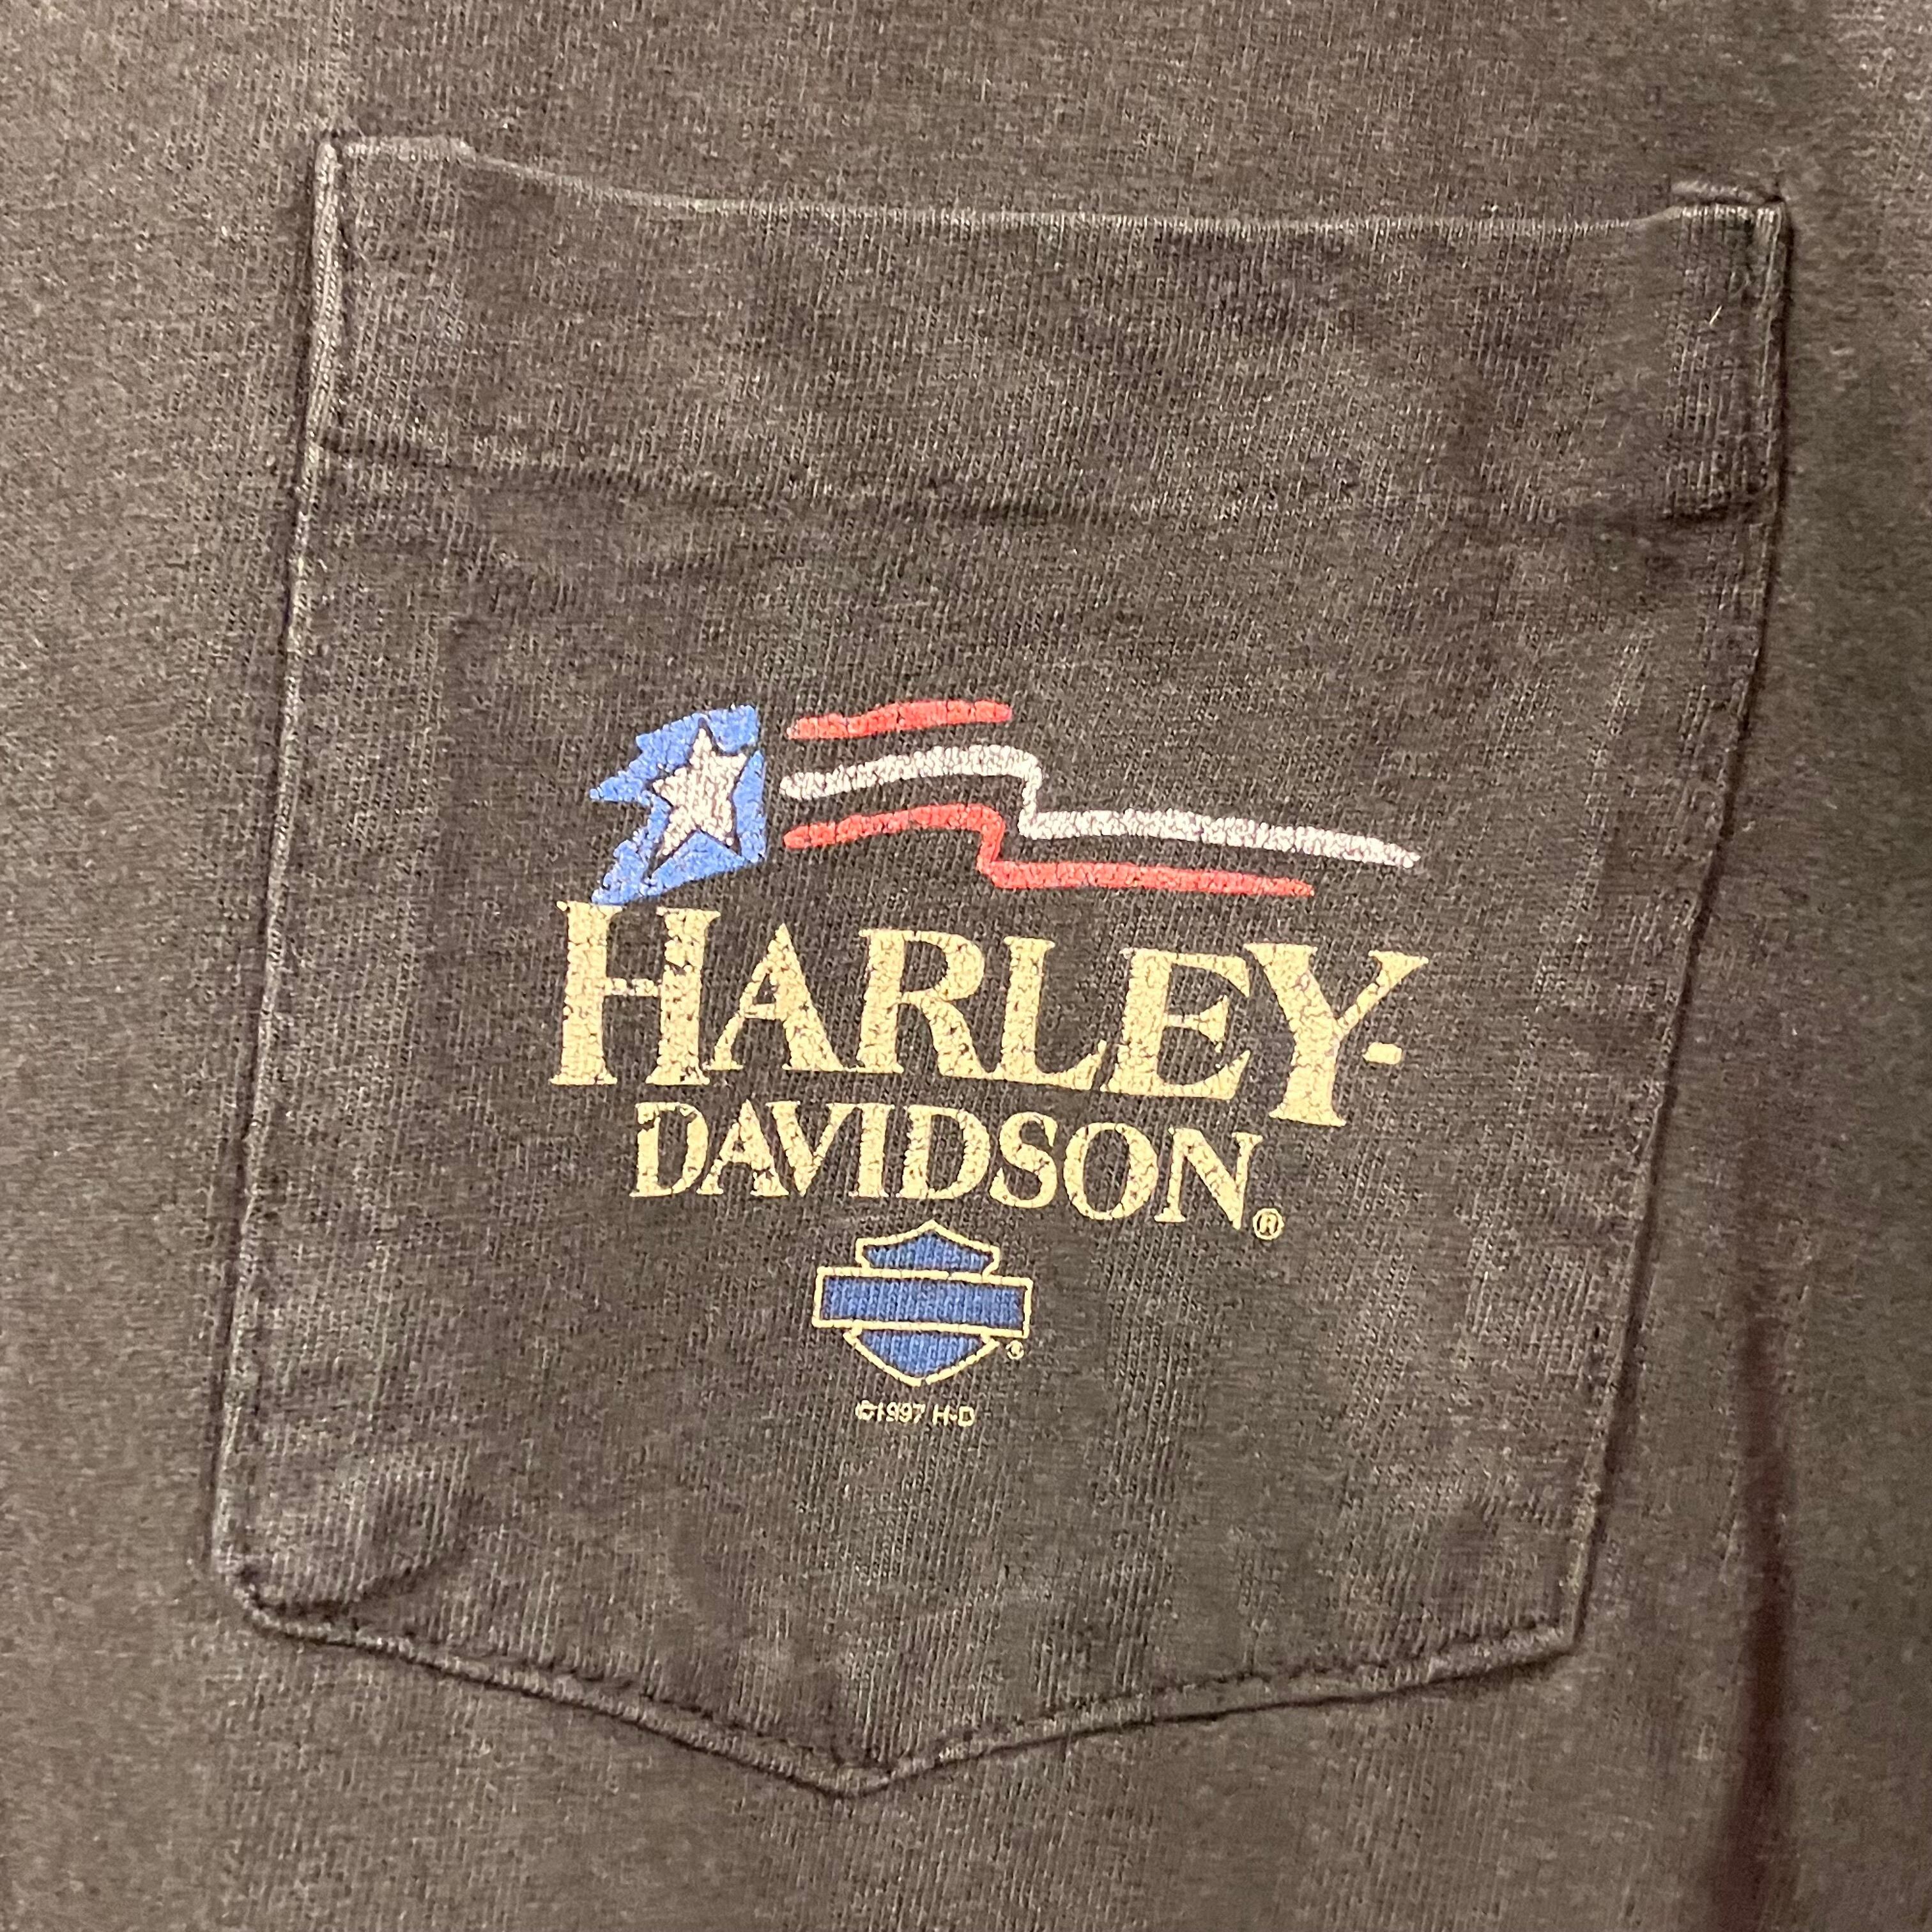 HARLEY-
DAVIDSON®
®
©1997 H-D